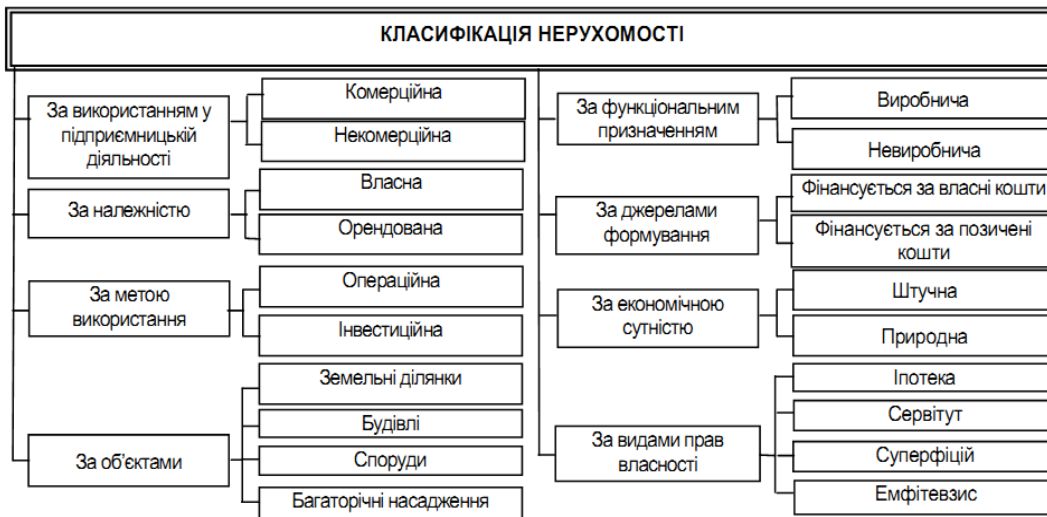 КЛАСИФІКАЦІЯ НЕРУХОМОСТІ
За використанням у
підприємницькій
діяльності
Комерційна
Некомерційна
За належністю
Власна
Орендована
За метою
використання
Операційна
Інвестиційна
За об’єктами
Земельні ділянки
Будівлі
Споруди
Багаторічні насадження
За функціональним
призначенням
Виробнича
Невиробнича
За джерелами
формування
Фінансується за власні кошти
Фінансується за позичені
кошти
За економічною
сутністю
Штучна
Природна
За видами прав
власності
Іпотека
Сервітут
Суперфіцій
Емфітевзис